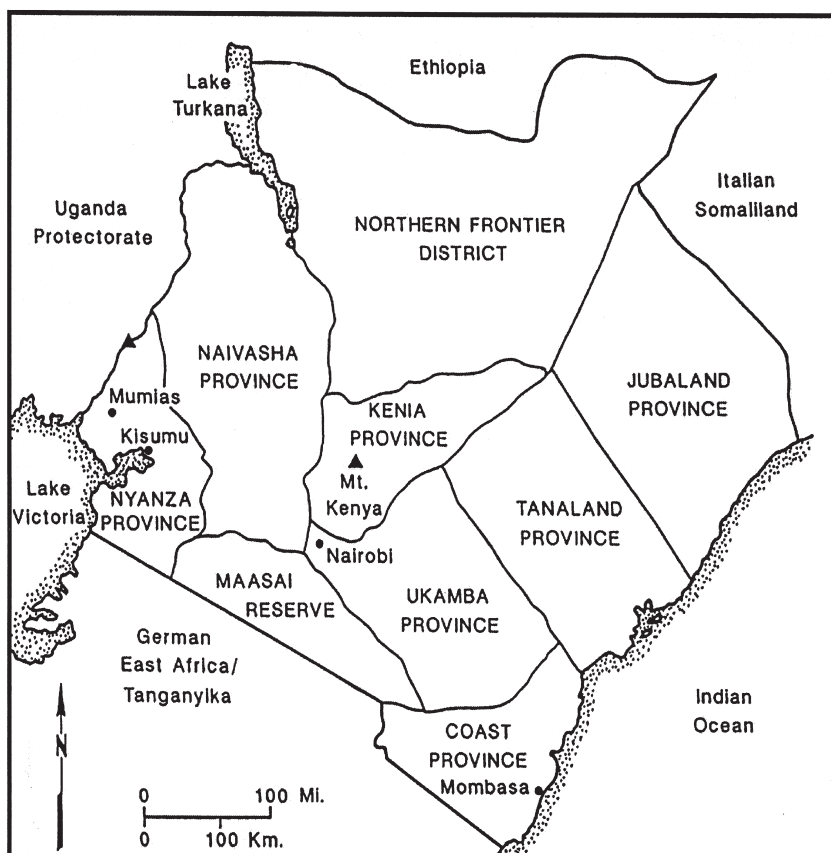 Ethiopia
Lake
Turkana
Italian
Somaliland
Uganda
Protectorate
NORTHERN FRONTIER
DISTRICT
NAIVASHA
PROVINCE
JUBALAND
PROVINCE
Mumias
KENIA
PROVINCE
Kisumu
Mt.
Kenya
Lake
Victoria
NYANZA
PROVINCE
TANALAND
PROVINCE
Nairobi
MAASAI
RESERVE
UKAMBA
PROVINCE
German
East Africa/
Tanganyika
Indian
Ocean
N
COAST
PROVINCE
Mombasa
0 100 Mi.
0 100 Km.